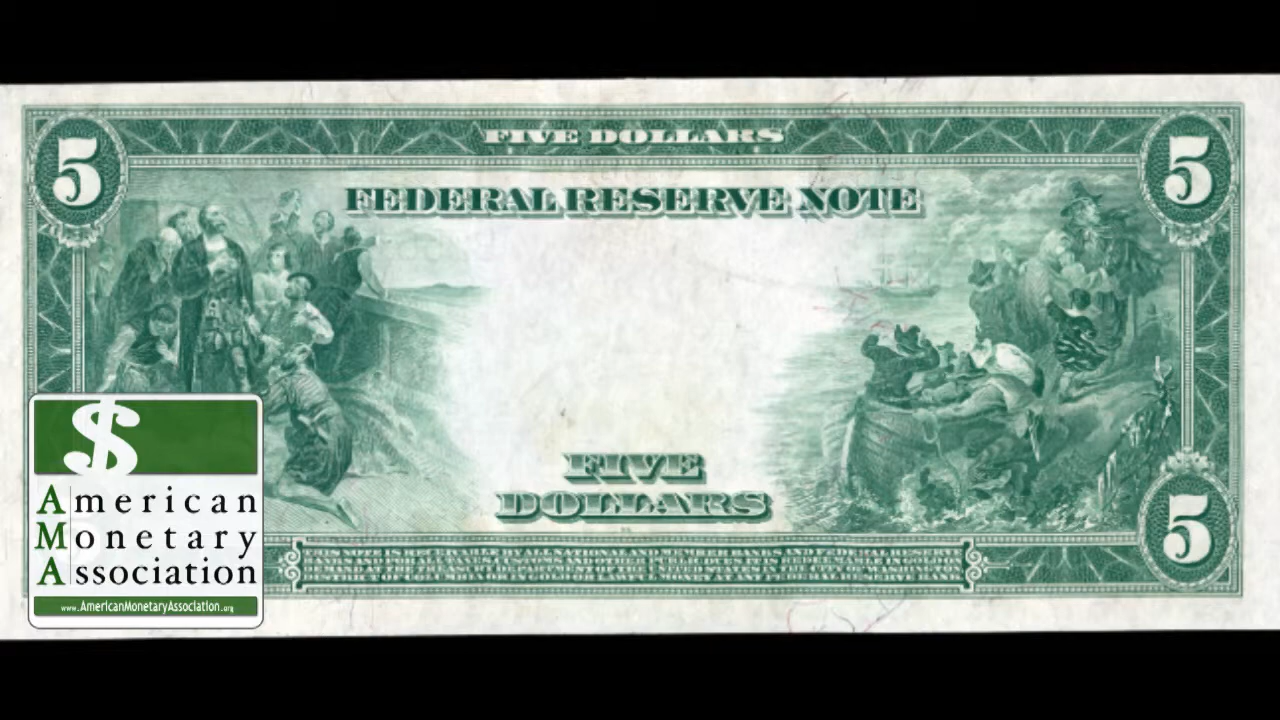 FIVE DOLLARS
5
5
FEDERAL RESERVE NOTE
FIVE
DOLLARS
5
$
American
Monetary
Association
www.AmericanMonetaryAssociation.org